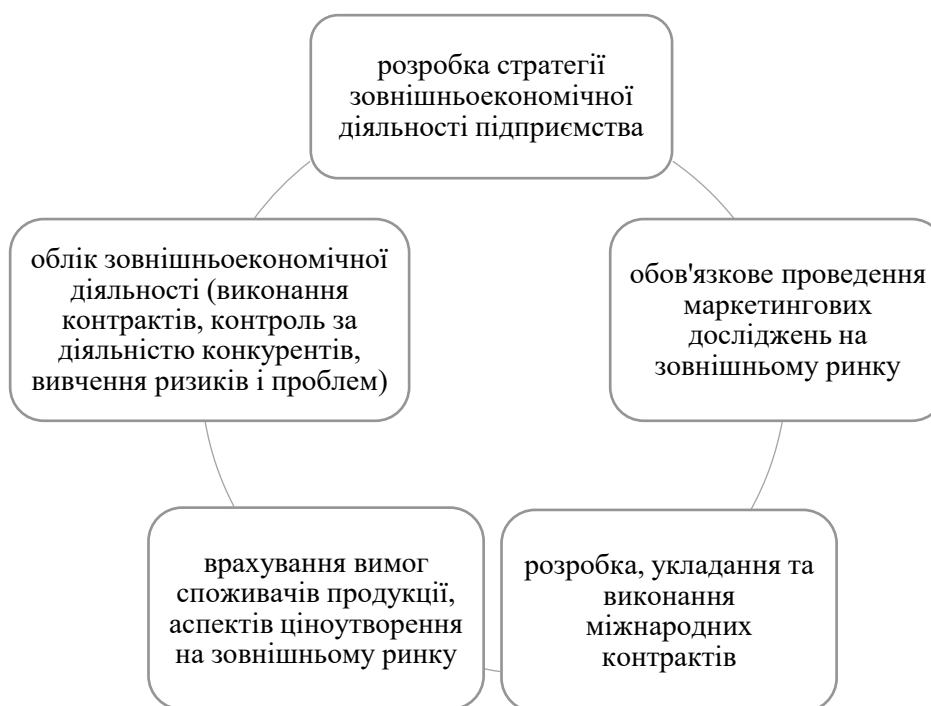 розробка стратегії
зовнішньоекономічної
діяльності підприємства
обов'язкове проведення
маркетингових
досліджень на
зовнішньому ринку
розробка, укладання та
виконання
міжнародних
контрактів
врахування вимог
споживачів продукції,
аспектів ціноутворення
на зовнішньому ринку
облік зовнішньоекономічної
діяльності (виконання
контрактів, контроль за
діяльністю конкурентів,
вивчення ризиків і проблем)